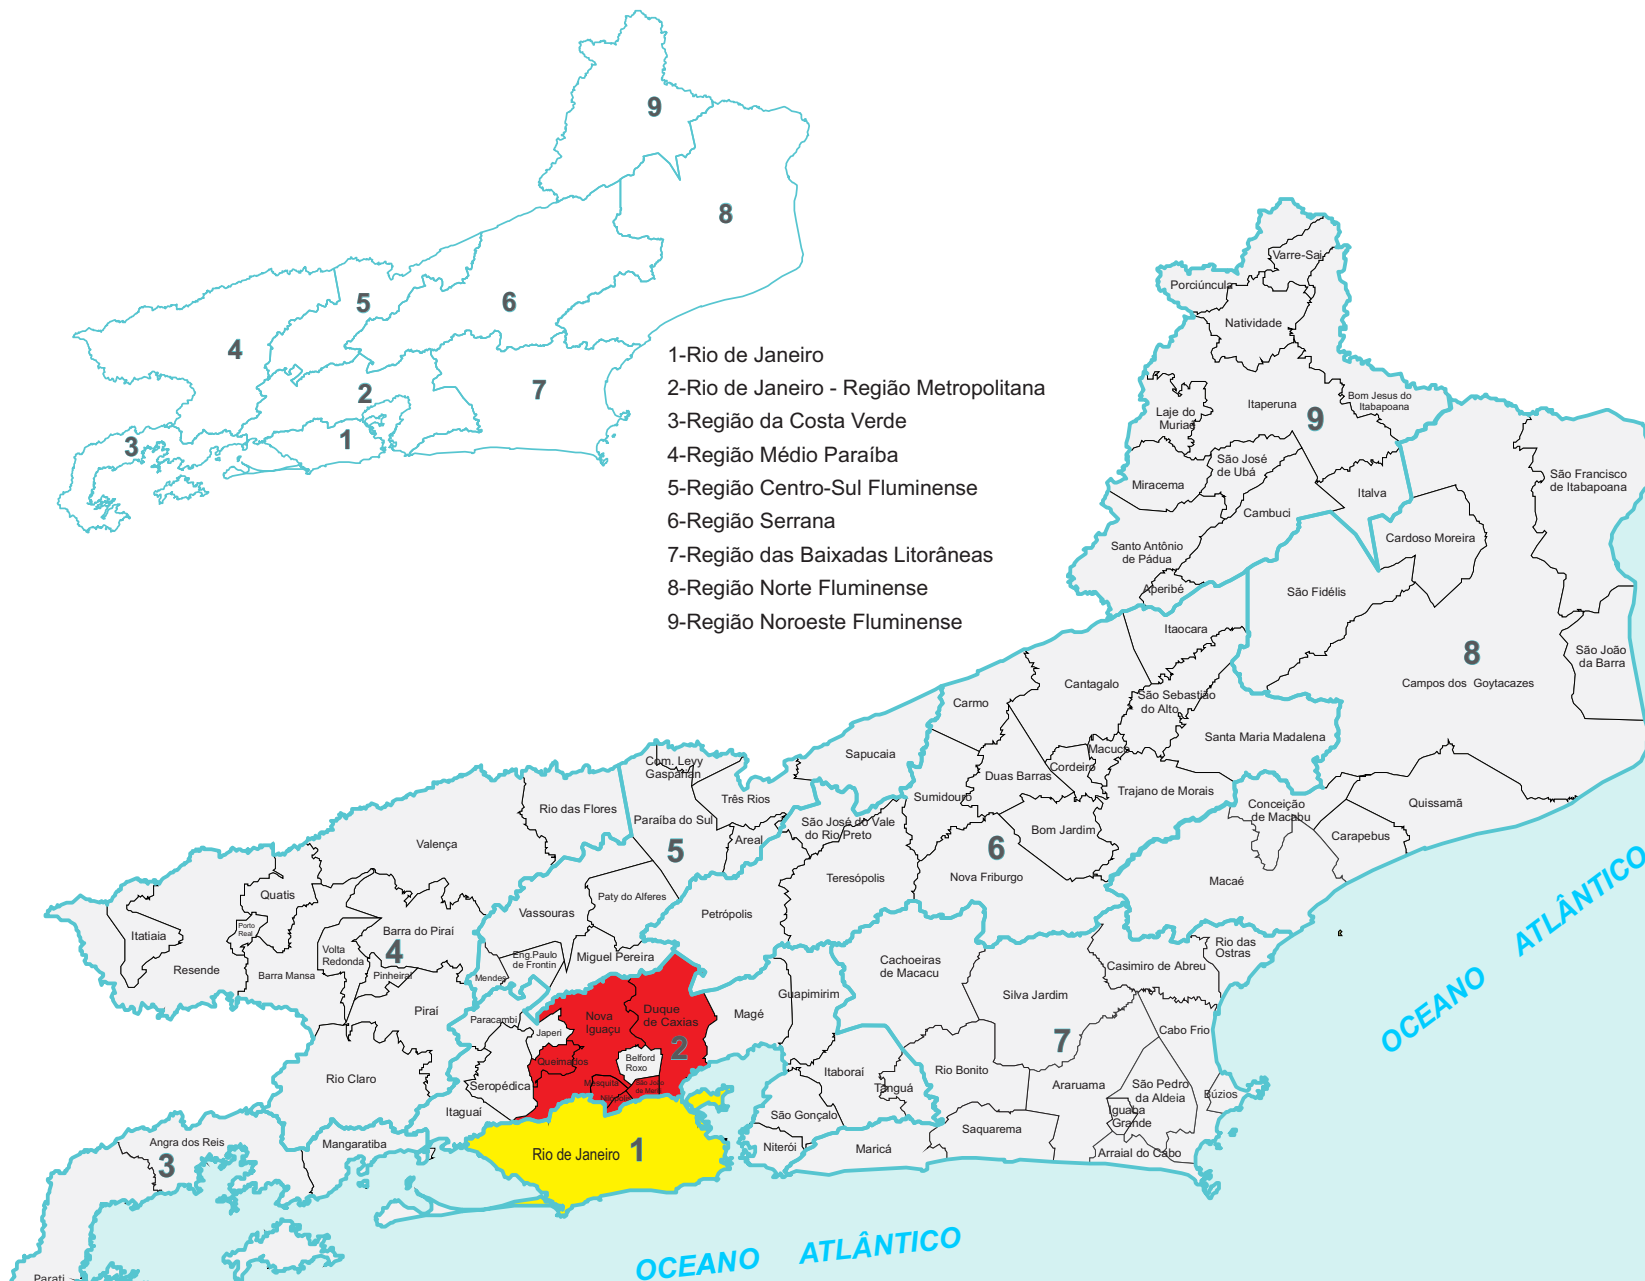 9
8
5
6
4
7
2
3
1
1-Rio de Janeiro
2-Rio de Janeiro - Região Metropolitana
3-Região da Costa Verde
4-Região Médio Paraíba
5-Região Centro-Sul Fluminense
6-Região Serrana
7-Região das Baixadas Litorâneas
8-Região Norte Fluminense
9-Região Noroeste Fluminense
Varre-Sai
Porciúncula
Natividade
Bom Jesus do
Itabapoana
Itaperuna
9
Laje do
Muriaé
São José
de Ubá
Miracema
Italva
São Francisco
de Itabapoana
Cambuci
Cardoso Moreira
Santo Antônio
de Pádua
Aperibé
São Fidélis
Itaocara
8
São João
da Barra
Campos dos Goytacazes
Cantagalo
São Sebastião
do Alto
Carmo
Santa Maria Madalena
Macuco
Cordeiro
Sapucaia
Com. Levy
Gasparian
Duas Barras
Trajano de Morais
Três Rios
Sumidouro
Conceição
de Macabu
Quissamã
Rio das Flores
Paraíba do Sul
São José do Vale
do Rio Preto
Bom Jardim
Carapebus
Areal
Valença
5
6
Teresópolis
Nova Friburgo
Macaé
Quatis
Paty do Alferes
Vassouras
Petrópolis
Porto
Real
Itatiaia
Barra do Piraí
4
Volta
Redonda
Resende
Barra Mansa
Pinheiral
Eng.Paulo
de Frontin
Mendes
Miguel Pereira
Cachoeiras
de Macacu
Rio das
Ostras
Casimiro de Abreu
Guapimirim
Silva Jardim
Piraí
Paracambi
Japeri
Nova
Iguaçu
Duque
de Caxias
Magé
Cabo Frio
7
2
Queimados
Belford
Roxo
Rio Claro
Seropédica
Mesquita
São João
de Meriti
Nilópolis
Itaboraí
Tanguá
Rio Bonito
Araruama
São Pedro
da Aldeia
Búzios
Iguaba
Grande
Itaguaí
São Gonçalo
Saquarema
Niterói
Maricá
Arraial do Cabo
Angra dos Reis
3
Mangaratiba
Rio de Janeiro 1
Parati
OCEANO ATLÂNTICO
OCEANO ATLÂNTICO